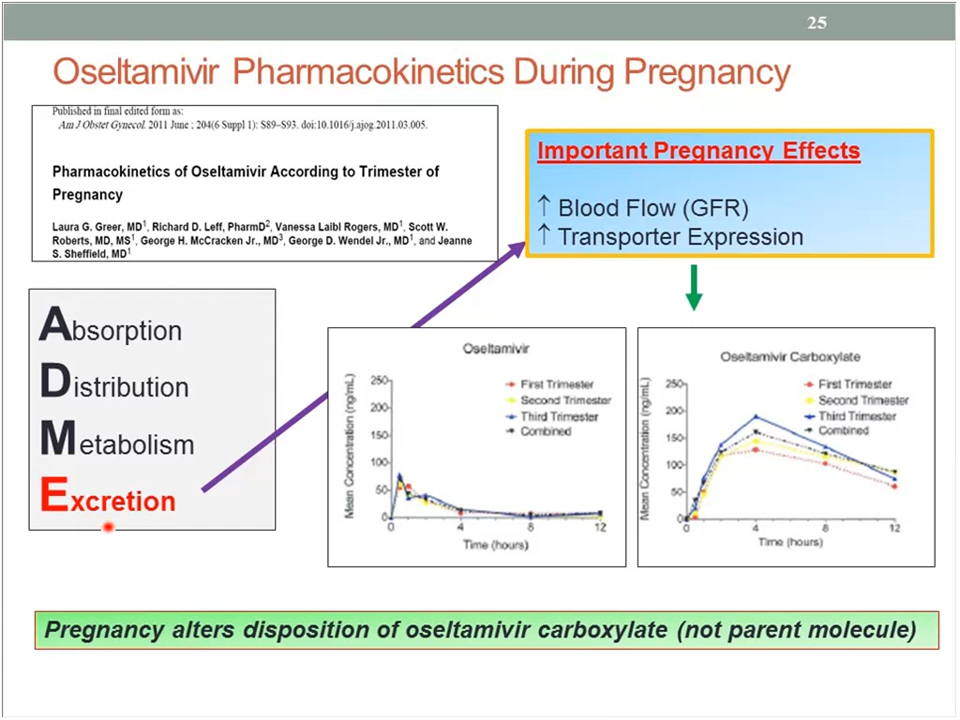 25
Oseltamivir Pharmacokinetics During Pregnancy
Published in final edited form as:
Am J Obstet Gynecol. 2011 June ; 204(6 Suppl 1): S89–S93. doi:10.1016/j.ajog.2011.03.005.
Pharmacokinetics of Oseltamivir According to Trimester of
Pregnancy
Laura G. Greer, MD1, Richard D. Leff, PharmD2, Vanessa Laibl Rogers, MD1, Scott W.
Roberts, MD, MS1, George H. McCracken Jr., MD3, George D. Wendel Jr., MD1, and Jeanne
S. Sheffield, MD1
Important Pregnancy Effects
↑ Blood Flow (GFR)
↑ Transporter Expression
Absorption
Distribution
Metabolism
Excretion
Oseltamivir
Mean Concentration (ng/mL)
250
200
150
100
50
0
First Trimester
Second Trimester
Third Trimester
Combined
0 4 8 12
Time (hours)
Oseltamivir Carboxylate
Mean Concentration (ng/mL)
250
200
150
100
50
0
First Trimester
Second Trimester
Third Trimester
Combined
0 4 8 12
Time (hours)
Pregnancy alters disposition of oseltamivir carboxylate (not parent molecule)